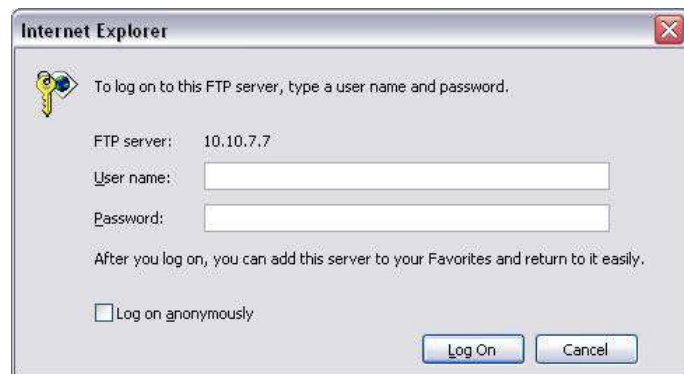 Internet Explorer
To log on to this FTP server, type a user name and password.
FTP server: 10.10.7.7
User name:
Password:
After you log on, you can add this server to your Favorites and return to it easily.
Log on anonymously
Log On Cancel